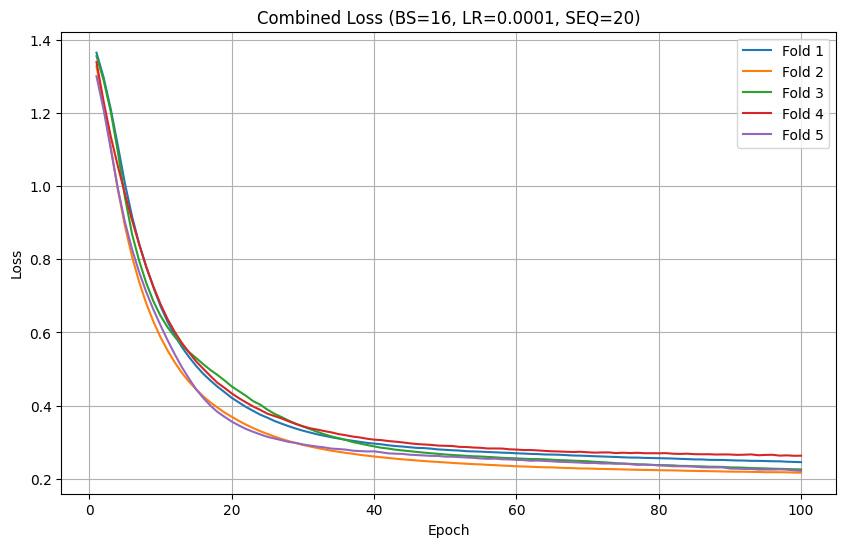 Combined Loss (BS=16, LR=0.0001, SEQ=20)
1.4
1.2
1.0
0.8
0.6
0.4
0.2
Loss
Fold 1
Fold 2
Fold 3
Fold 4
Fold 5
0 20 40 60 80 100
Epoch